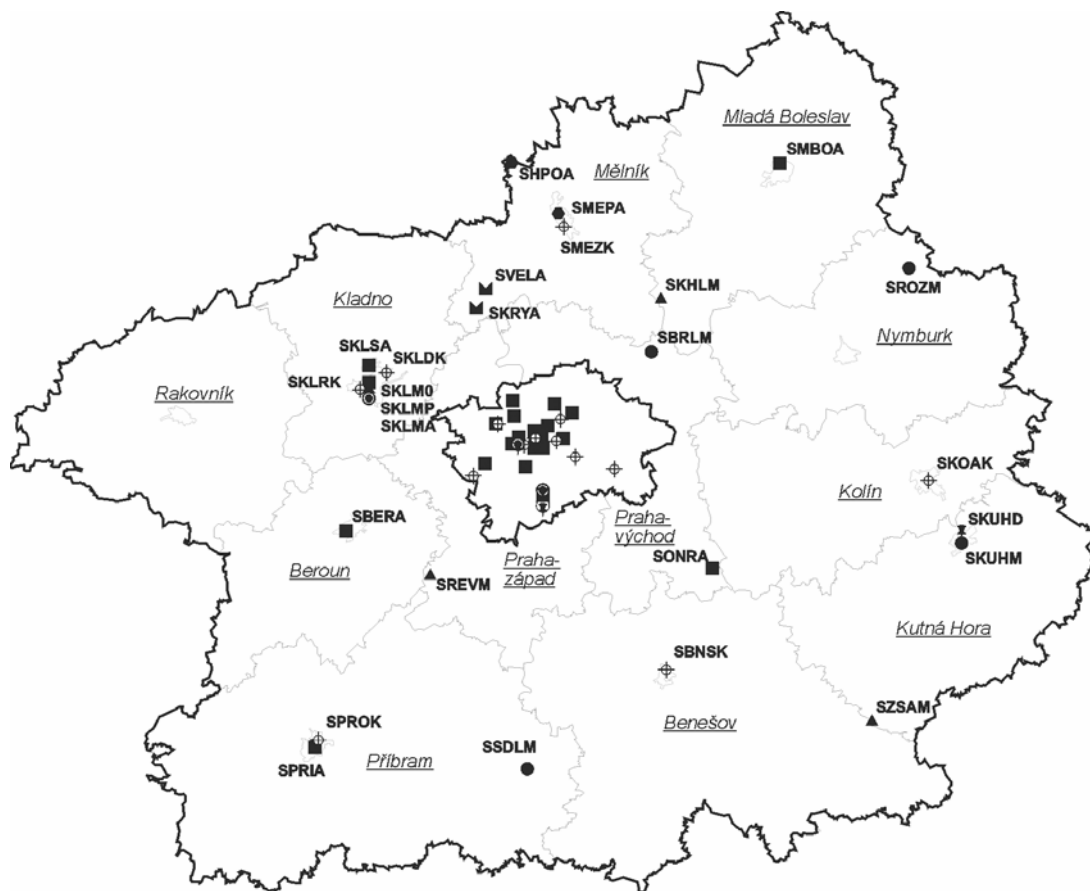 Mladá Boleslav
SMBOA
SHPOA
Mělník
SMEPA
SMEZK
SVELA
SKRYA
SKHLM
SROZM
Kladno
SBRLM
Nymburk
SKLSA
SKLDK
SKLRK
SKLM0
SKLMP
SKLMA
Rakovník
SKOAK
Kolín
SKUHD
SKUHM
SBERA
Beroun
SREVM
Praha-
západ
Praha-
východ
SONRA
Kutná Hora
SBNSK
Benešov
SZSAM
SPROK
SPRIA
Příbram
SSDLM